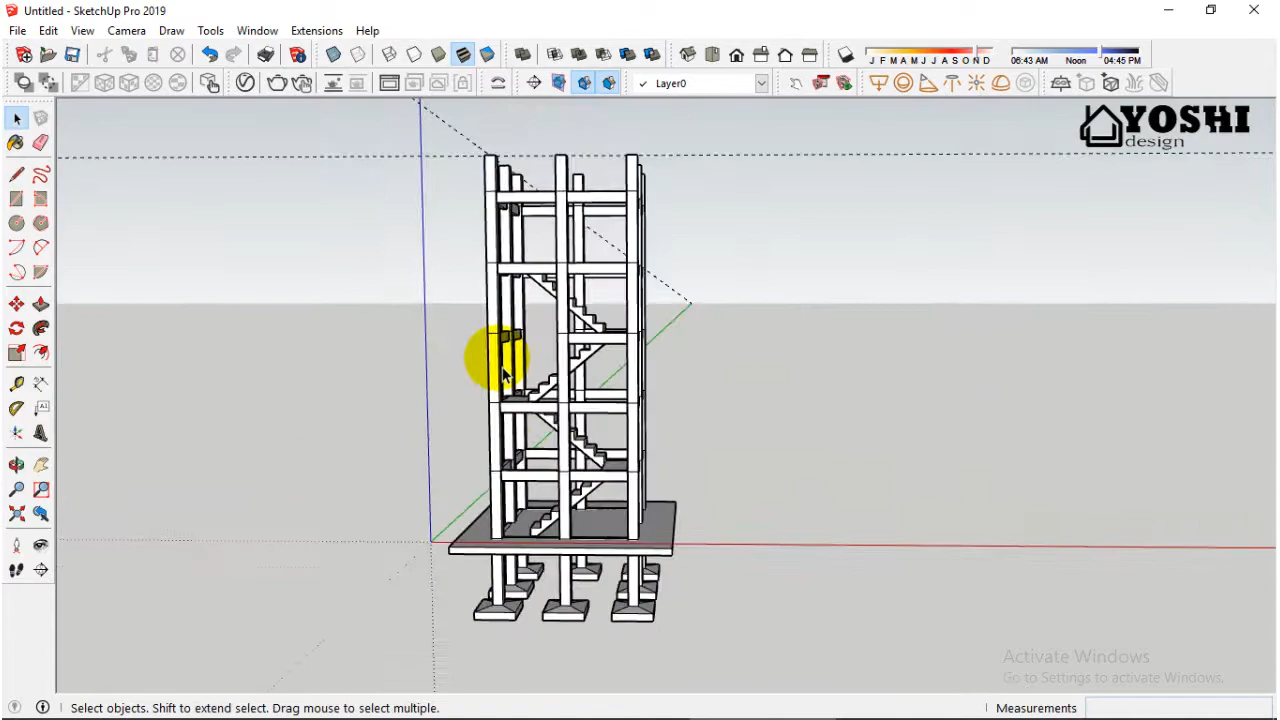 Untitled - SketchUp Pro 2019
File Edit View Camera Draw Tools Window Extensions Help
J F M A M J J A S O N D
06:43 AM Noon 04:45 PM
Layer0
YOSHI
design
A1
Activate Windows
Go to Settings to activate Windows.
Select objects. Shift to extend select. Drag mouse to select multiple.
Measurements